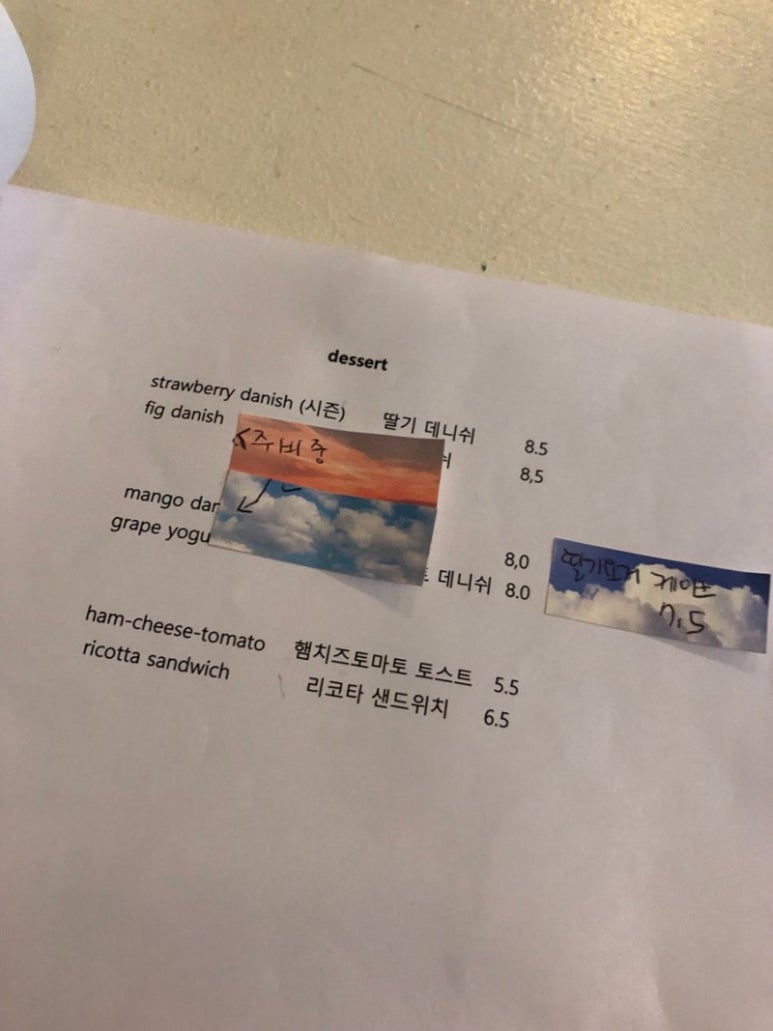 dessert
strawberry danish (시즌) 딸기 데니쉬 8.5
fig danish 쉬 8,5
준비중
mango dan 8,0
grape yogu 트 데니쉬 8.0
딸기요거 케이크
7.5
ham-cheese-tomato 햄치즈토마토 토스트 5.5
ricotta sandwich 리코타 샌드위치 6.5